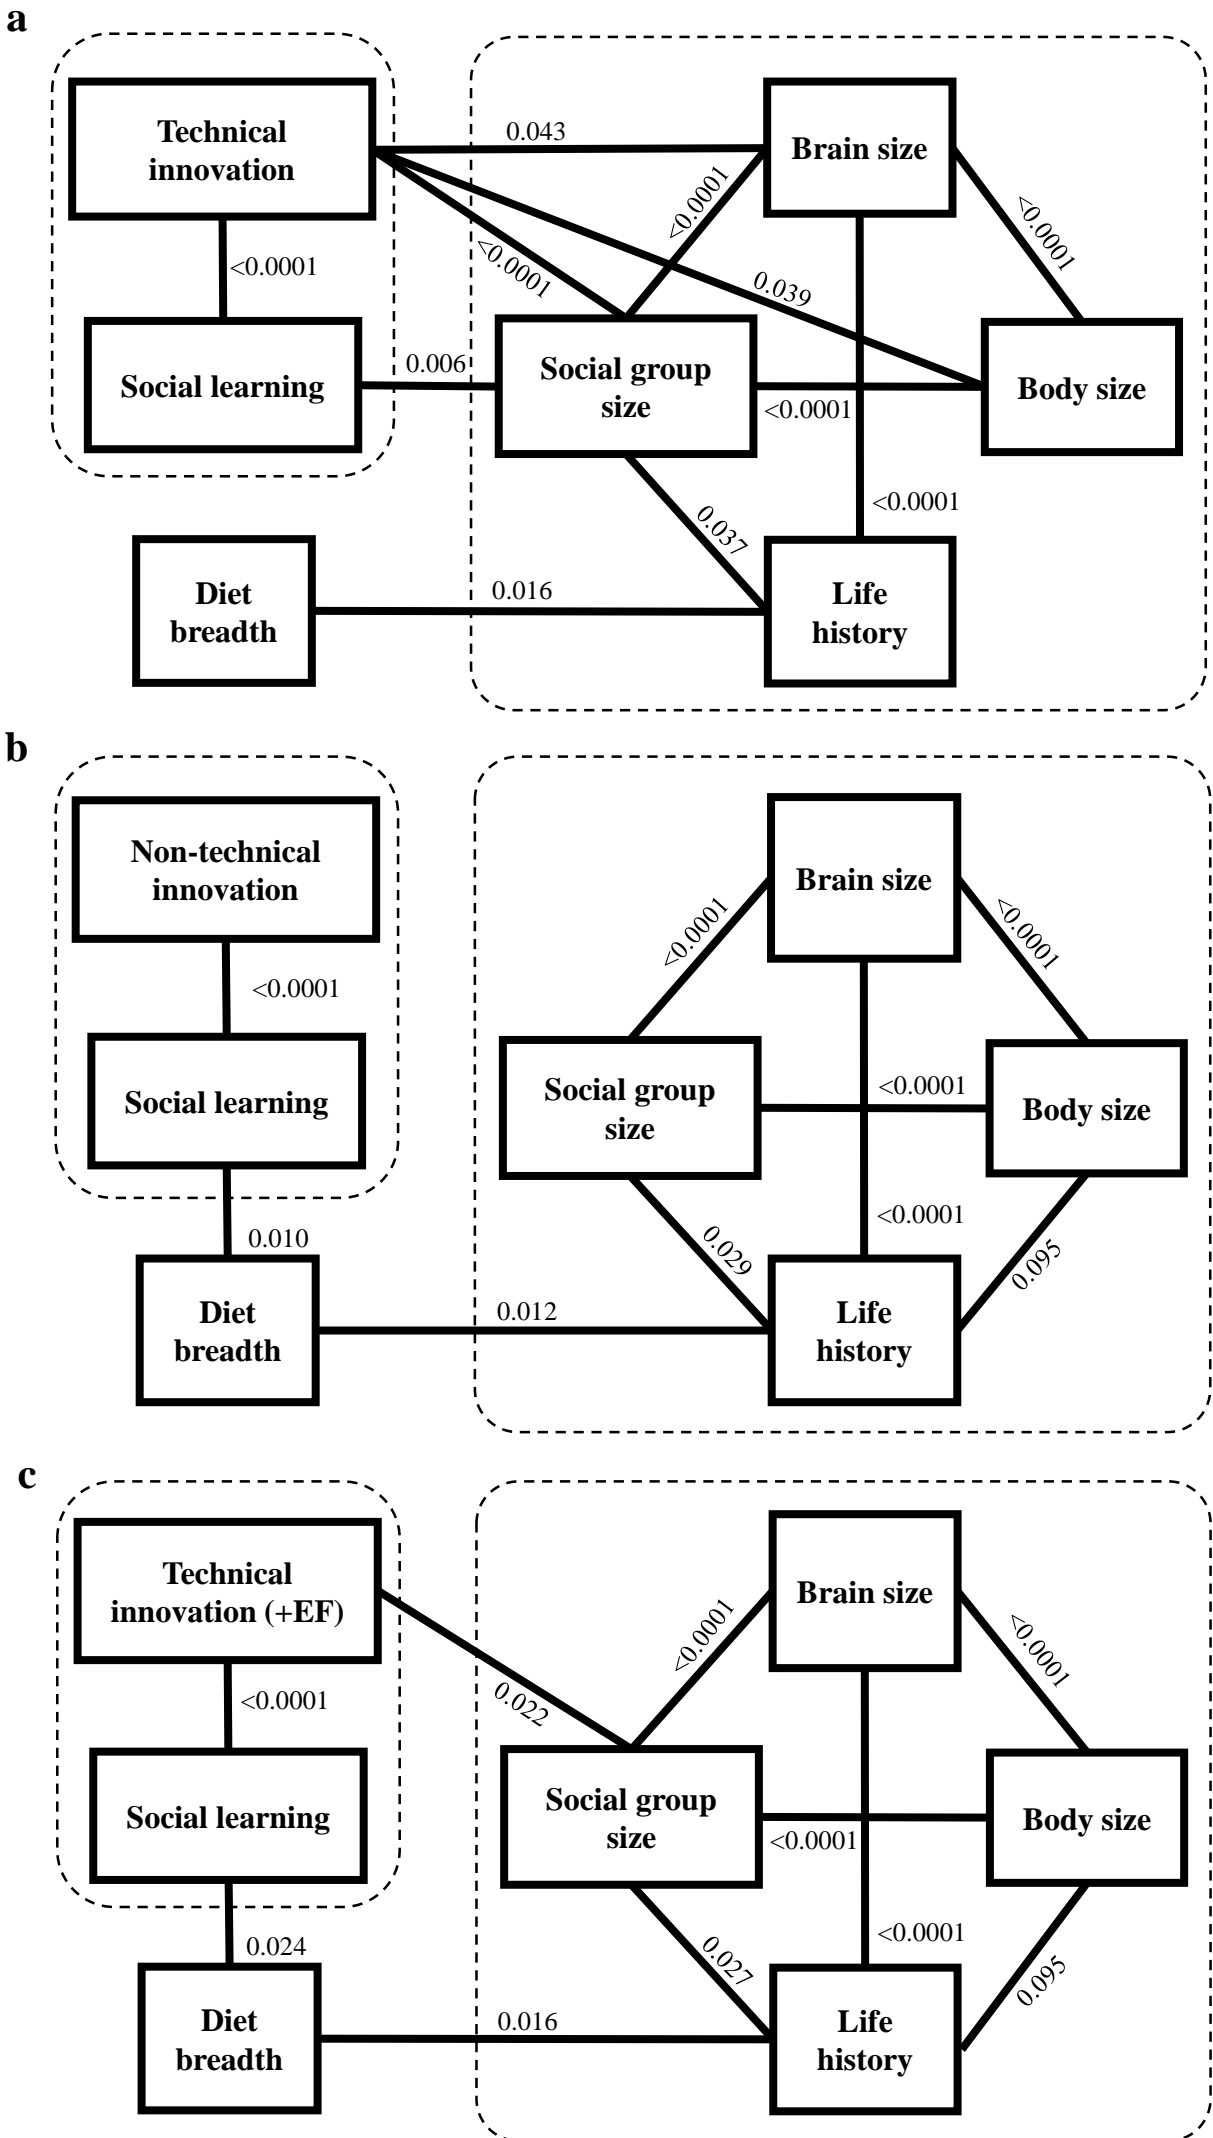 a
Technical
innovation
0.043
Brain size
<0.0001
<0.0001
<0.0001
<0.0001
0.039
Social learning
0.006
Social group
size
<0.0001
Body size
0.037
<0.0001
Diet
breadth
0.016
Life
history
b
Non-technical
innovation
Brain size
<0.0001
<0.0001
<0.0001
Social learning
Social group
size
<0.0001
Body size
0.010
0.029
<0.0001
0.095
Diet
breadth
0.012
Life
history
c
Technical
innovation (+EF)
Brain size
<0.0001
<0.0001
<0.0001
0.022
Social learning
Social group
size
<0.0001
Body size
0.024
0.027
<0.0001
0.095
Diet
breadth
0.016
Life
history